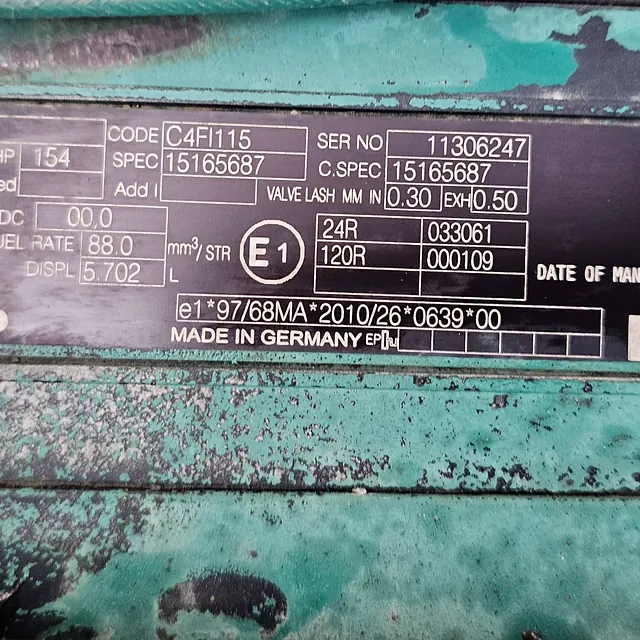 CODE C4FI115 SER NO 11306247
HP 154 SPEC 15165687 C.SPEC 15165687
ed Add I VALVE LASH MM IN 0.30 EXH 0.50
DC 00,0 24R 033061
UEL RATE 88.0 mm³/STR E1 120R 000109
DISPL 5.702 L DATE OF MAN
e1*97/68MA*2010/26*0639*00
MADE IN GERMANY